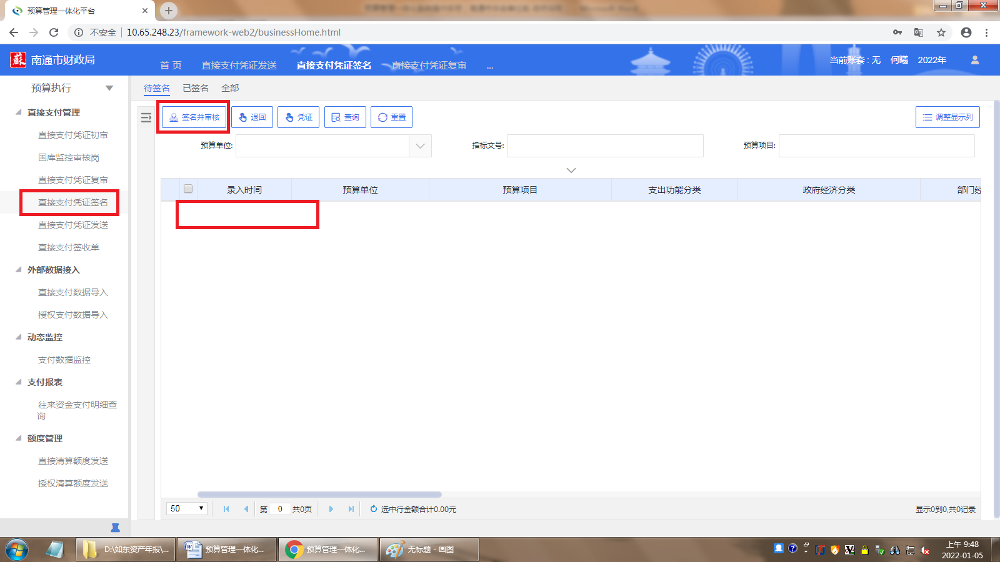 预算管理一体化平台
不安全 10.65.248.23/framework-web2/businessHome.html
南通市财政局
首 页 直接支付凭证发送 直接支付凭证签名 直接支付凭证复审 ...
当前账套 : 无 何曦 2022年
预算执行
待签名 已签名 全部
直接支付管理
直接支付凭证初审
国库监控审核岗
直接支付凭证复审
直接支付凭证签名
直接支付凭证发送
直接支付签收单
外部数据接入
直接支付数据导入
授权支付数据导入
动态监控
支付数据监控
支付报表
往来资金支付明细查
询
额度管理
直接清算额度发送
授权清算额度发送
签名并审核 退回 凭证 查询 重置 调整显示列
预算单位: 指标文号: 预算项目:
录入时间 预算单位 预算项目 支出功能分类 政府经济分类 部门经
50 第 0 共0页 选中行金额合计0.00元 显示0到0,共0记录
D:\如东资产年报\... 预算管理一体化... 预算管理一体化... 无标题 - 画图
上午 9:48
2022-01-05